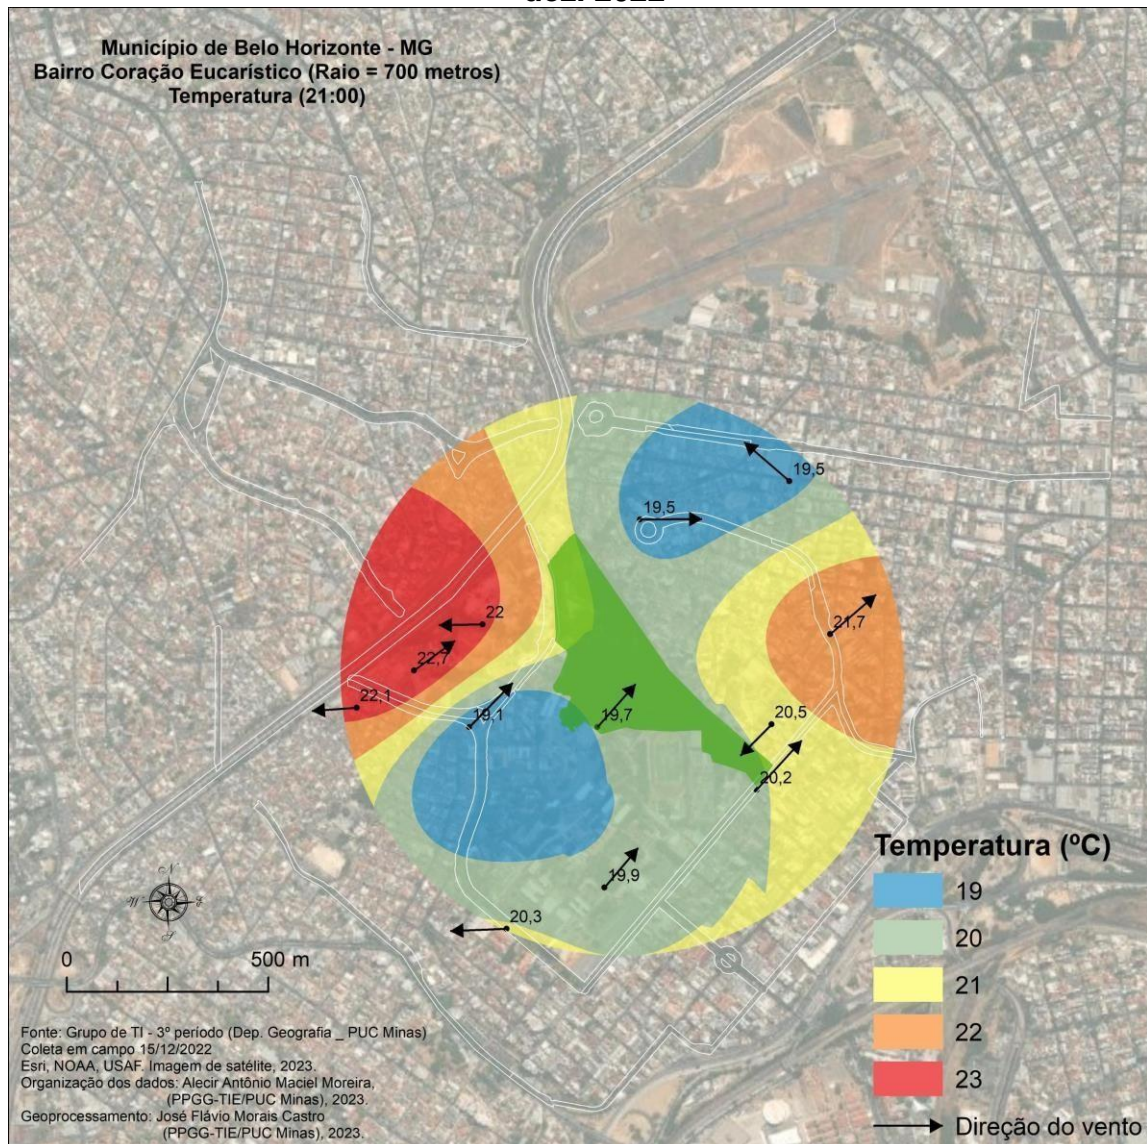 dez. 2022
Município de Belo Horizonte - MG
Bairro Coração Eucarístico (Raio = 700 metros)
Temperatura (21:00)
19,5
19,5
22
21,7
22,7
22,1
19,1
19,7
20,5
20,2
19,9
20,3
N
W
E
S
0 500 m
Temperatura (ºC)
19
20
21
22
23
Direção do vento
Fonte: Grupo de TI - 3º período (Dep. Geografia _ PUC Minas)
Coleta em campo 15/12/2022
Esri, NOAA, USAF. Imagem de satélite, 2023.
Organização dos dados: Alecir Antônio Maciel Moreira,
(PPGG-TIE/PUC Minas), 2023.
Geoprocessamento: José Flávio Morais Castro
(PPGG-TIE/PUC Minas), 2023.